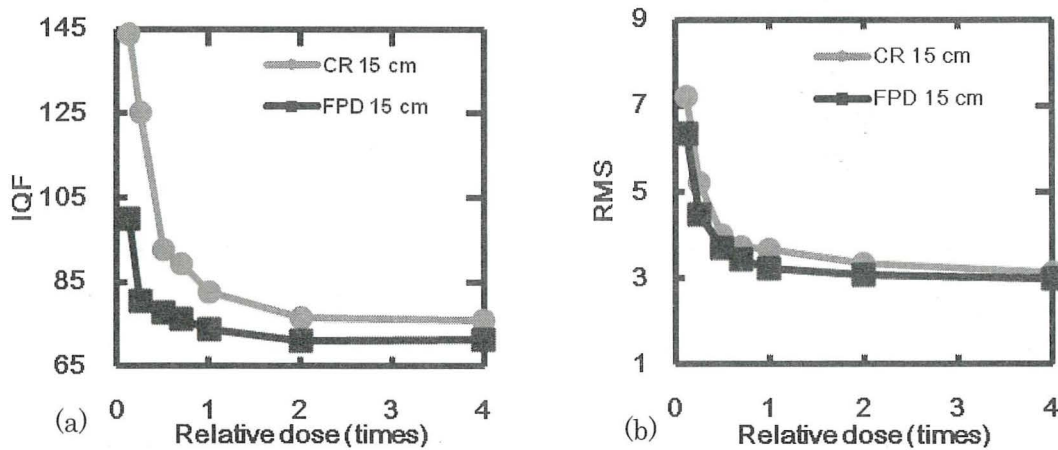 145
125
105
85
65
IQF
CR 15 cm
FPD 15 cm
0 1 2 3 4
Relative dose (times)
(a)
9
7
5
3
1
RMS
CR 15 cm
FPD 15 cm
0 1 2 3 4
Relative dose (times)
(b)